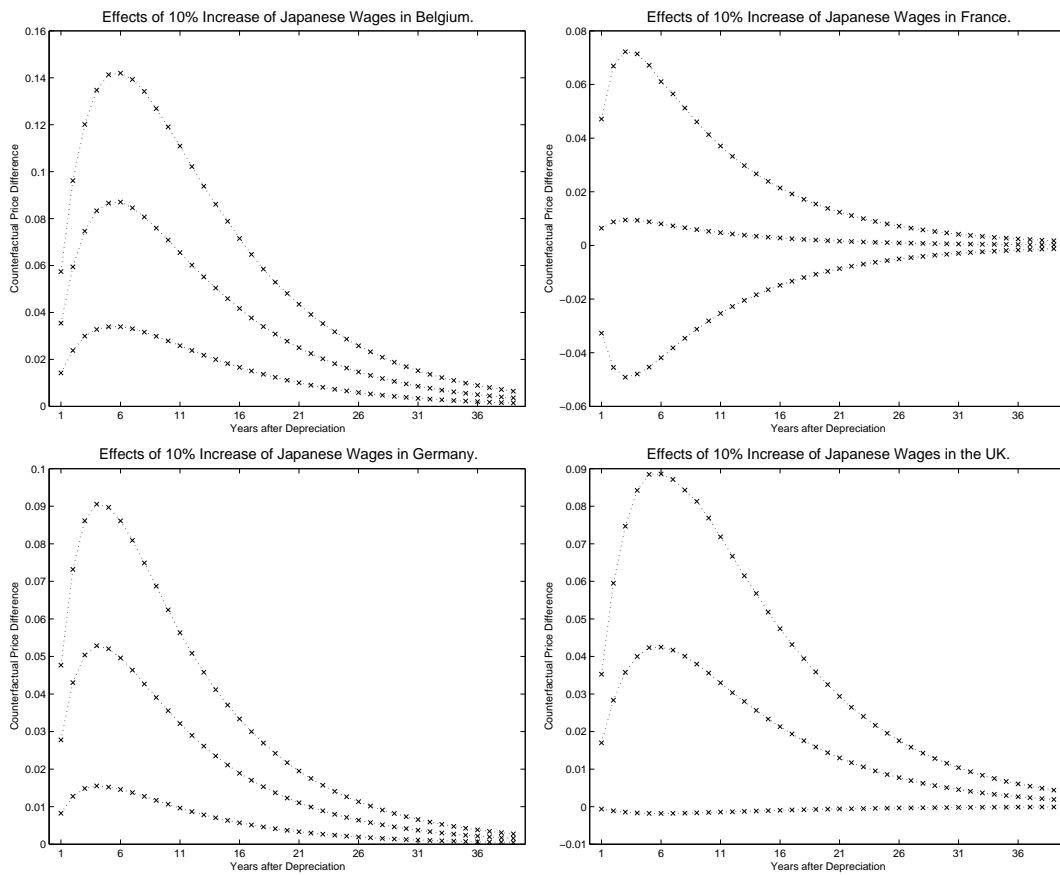 Effects of 10% Increase of Japanese Wages in Belgium.
0.16
0.14
0.12
0.1
0.08
0.06
0.04
0.02
0
Counterfactual Price Difference
1 6 11 16 21 26 31 36
Years after Depreciation
Effects of 10% Increase of Japanese Wages in France.
0.08
0.06
0.04
0.02
0
−0.02
−0.04
−0.06
Counterfactual Price Difference
1 6 11 16 21 26 31 36
Years after Depreciation
Effects of 10% Increase of Japanese Wages in Germany.
0.1
0.09
0.08
0.07
0.06
0.05
0.04
0.03
0.02
0.01
0
Counterfactual Price Difference
1 6 11 16 21 26 31 36
Years after Depreciation
Effects of 10% Increase of Japanese Wages in the UK.
0.09
0.08
0.07
0.06
0.05
0.04
0.03
0.02
0.01
0
−0.01
Counterfactual Price Difference
1 6 11 16 21 26 31 36
Years after Depreciation